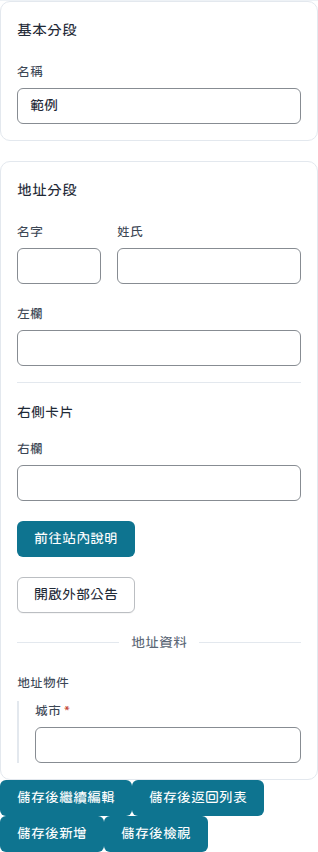 基本分段
名稱
範例
地址分段
名字 姓氏
左欄
右側卡片
右欄
前往站內說明
開啟外部公告
地址資料
地址物件
城市 *
儲存後繼續編輯 儲存後返回列表
儲存後新增 儲存後檢視